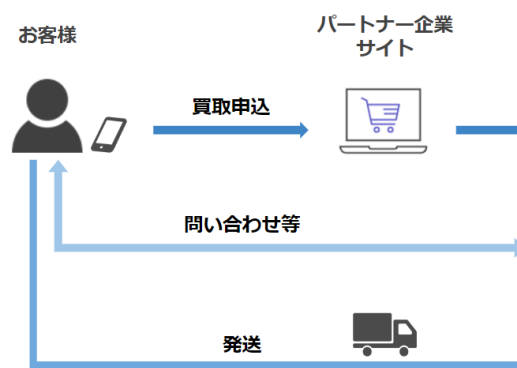 お客様
パートナー企業
サイト
買取申込
問い合わせ等
発送